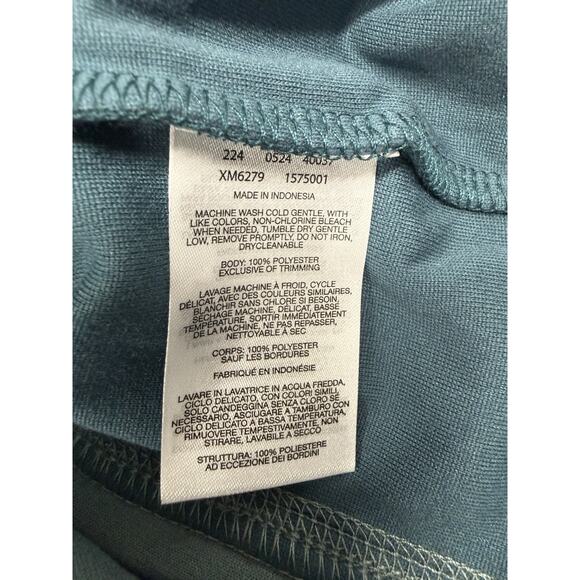 224 0524 40037
XM6279 1575001
MADE IN INDONESIA
MACHINE WASH COLD GENTLE, WITH
LIKE COLORS, NON-CHLORINE BLEACH
WHEN NEEDED, TUMBLE DRY GENTLE
LOW, REMOVE PROMPTLY, DO NOT IRON,
DRYCLEANABLE
BODY: 100% POLYESTER
EXCLUSIVE OF TRIMMING
LAVAGE MACHINE À FROID, CYCLE
DÉLICAT, AVEC DES COULEURS SIMILAIRES,
BLANCHIR SANS CHLORE SI BESOIN,
SÉCHAGE MACHINE, DÉLICAT, BASSE
TEMPÉRATURE, SORTIR IMMÉDIATEMENT
DE LA MACHINE, NE PAS REPASSER,
NETTOYABLE À SEC
CORPS: 100% POLYESTER
SAUF LES BORDURES
FABRIQUÉ EN INDONÉSIE
LAVARE IN LAVATRICE IN ACQUA FREDDA,
CICLO DELICATO, CON COLORI SIMILI,
SOLO CANDEGGINA SENZA CLORO SE
NECESSARIO, ASCIUGARE A TAMBURO CON
CICLO DELICATO A BASSA TEMPERATURA,
RIMUOVERE TEMPESTIVAMENTE, NON
STIRARE, LAVABILE A SECCO
STRUTTURA: 100% POLIESTERE
AD ECCEZIONE DEI BORDINI